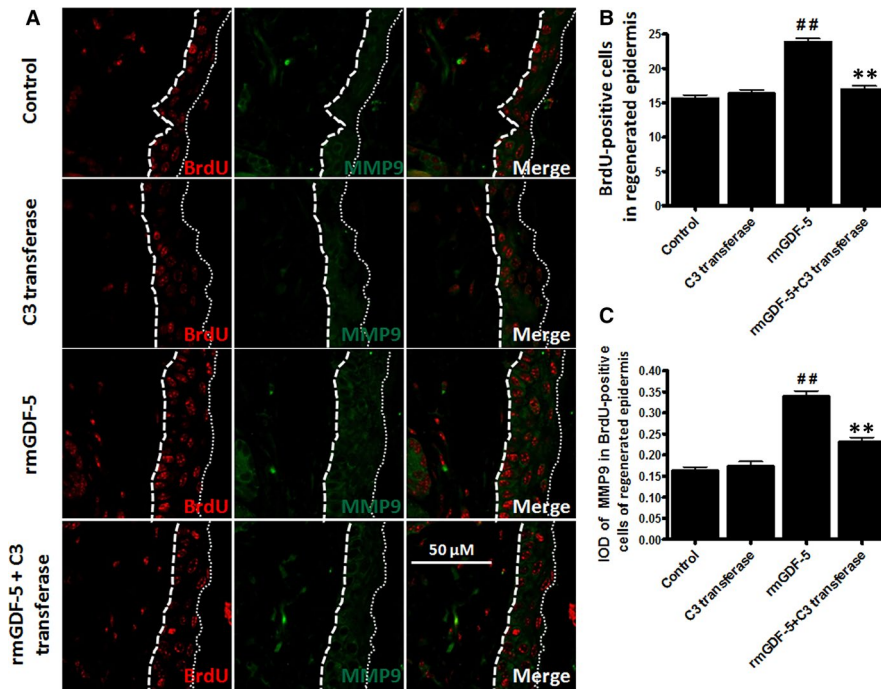 A
Control
BrdU
MMP9
Merge
C3 transferase
BrdU
MMP9
Merge
rmGDF-5
BrdU
MMP9
Merge
rmGDF-5 + C3
transferase
50 μM
BrdU
MMP9
Merge
B
BrdU-positive cells
in regenerated epidermis
25
20
15
10
5
0
##
**
Control
C3 transferase
rmGDF-5
rmGDF-5+C3 transferase
C
IOD of MMP9 in BrdU-positive
cells of regenerated epidermis
0.40
0.35
0.30
0.25
0.20
0.15
0.10
0.05
0.00
##
**
Control
C3 transferase
rmGDF-5
rmGDF-5+C3 transferase